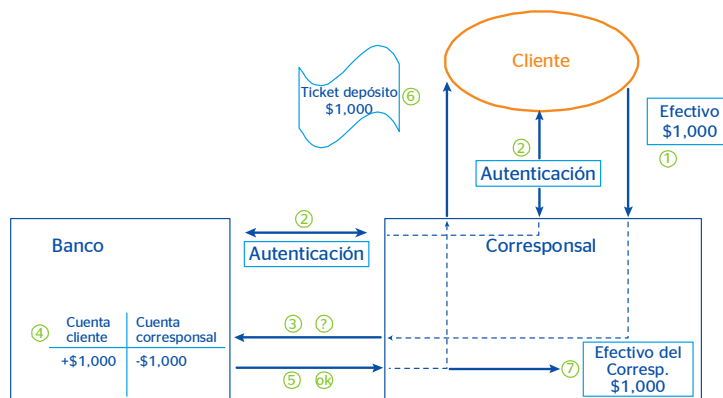 Cliente
Ticket depósito
$1,000
⑥
Efectivo
$1,000
①
②
Autenticación
②
Autenticación
Banco
Corresponsal
④
Cuenta
cliente
Cuenta
corresponsal
+$1,000
-$1,000
③ ?
⑤ ok
⑦
Efectivo del
Corresp.
$1,000